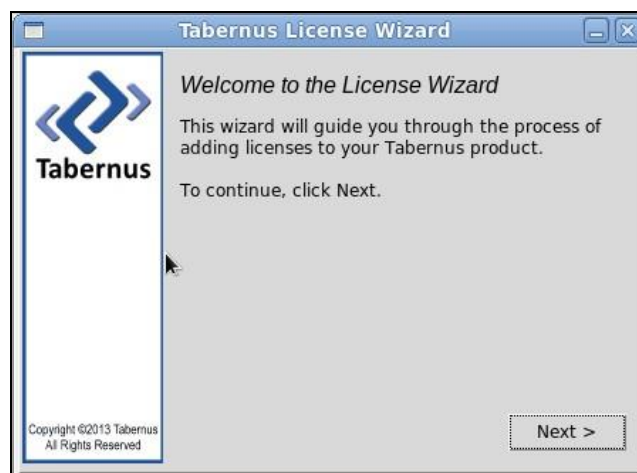 Tabernus License Wizard
Tabernus
Welcome to the License Wizard
This wizard will guide you through the process of
adding licenses to your Tabernus product.
To continue, click Next.
Copyright ©2013 Tabernus
All Rights Reserved
Next >